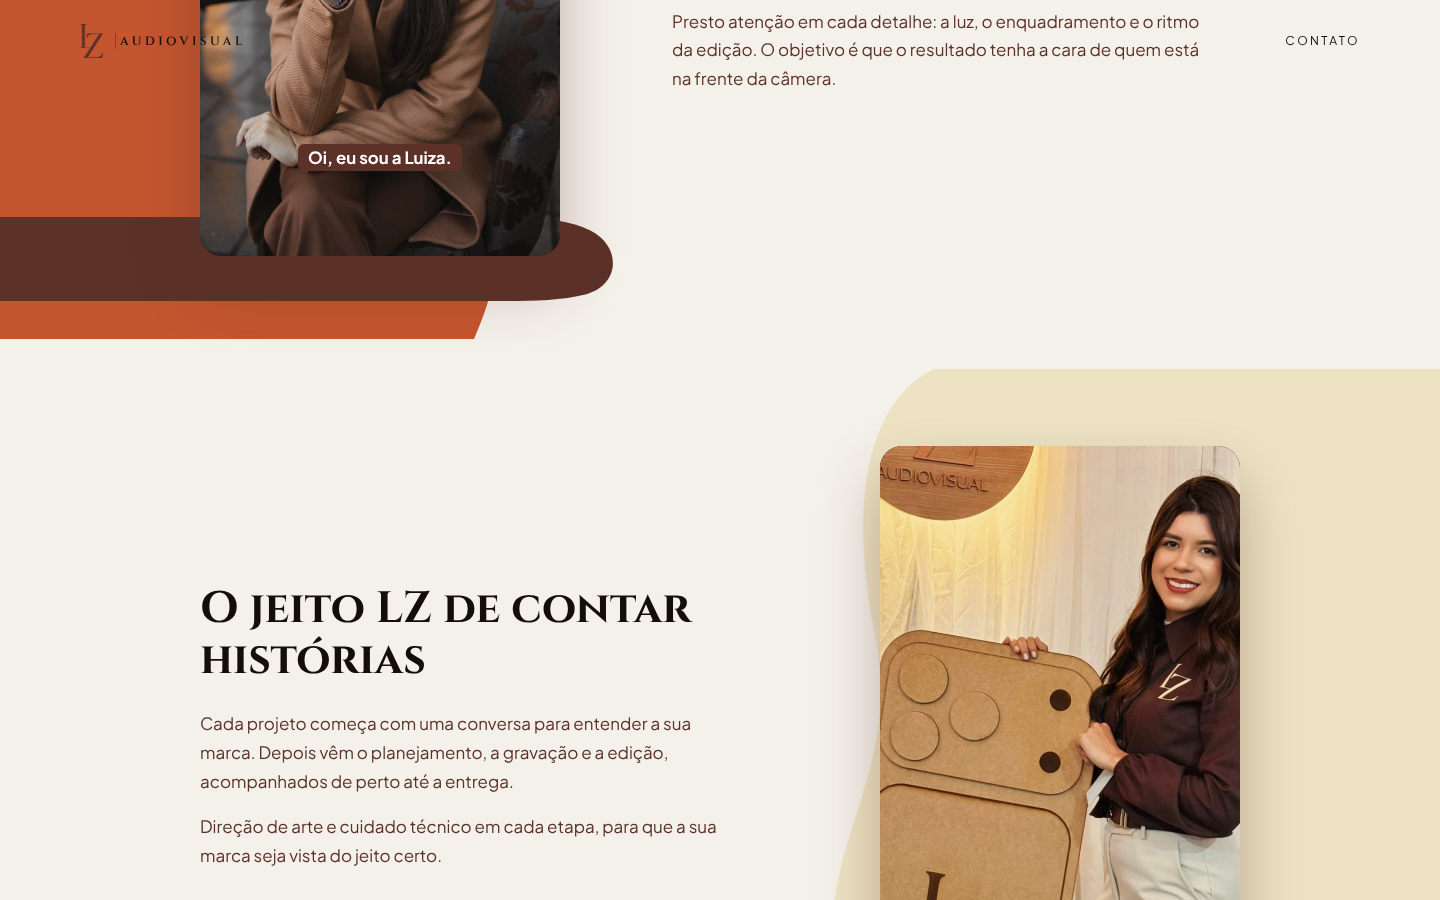 LZ AUDIOVISUAL
CONTATO
Presto atenção em cada detalhe: a luz, o enquadramento e o ritmo
da edição. O objetivo é que o resultado tenha a cara de quem está
na frente da câmera.
Oi, eu sou a Luiza.
LZ
AUDIOVISUAL
O JEITO LZ DE CONTAR
HISTÓRIAS
Cada projeto começa com uma conversa para entender a sua
marca. Depois vêm o planejamento, a gravação e a edição,
acompanhados de perto até a entrega.
Direção de arte e cuidado técnico em cada etapa, para que a sua
marca seja vista do jeito certo.
LZ